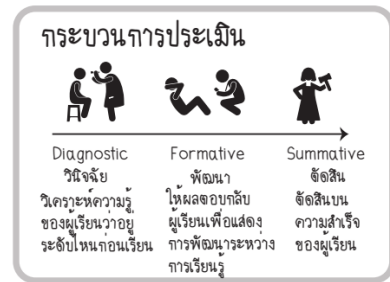 กระบวนการประเมิน
Diagnostic
วินิจฉัย
วิเคราะห์ความรู้
ของผู้เรียนว่าอยู่
ระดับไหนก่อนเรียน
Formative
พัฒนา
ให้ผลตอบกลับ
ผู้เรียนเพื่อแสดง
การพัฒนาระหว่าง
การเรียนรู้
Summative
ตัดสิน
ตัดสินบน
ความสำเร็จ
ของผู้เรียน